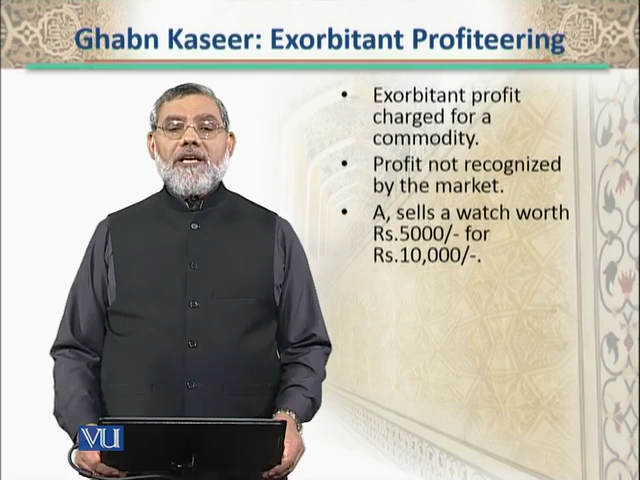 Ghabn Kaseer: Exorbitant Profiteering
• Exorbitant profit
charged for a
commodity.
• Profit not recognized
by the market.
• A, sells a watch worth
Rs.5000/- for
Rs.10,000/-.
VU